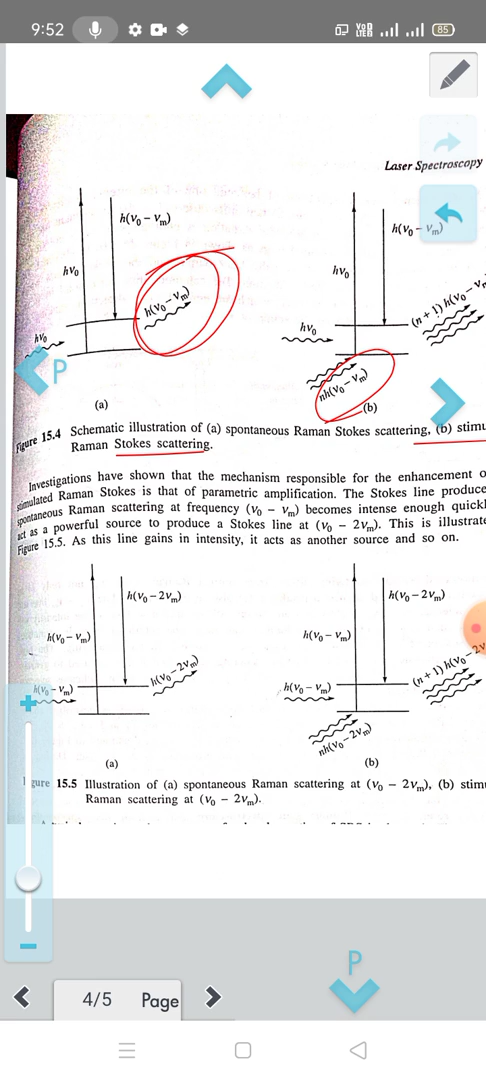 9:52
Vo)) LTE
85
Laser Spectroscopy
h(ν₀ − νₘ)
hν₀
h(ν₀ − νₘ)
hν₀
(a)
h(ν₀ − νₘ)
hν₀
hν₀
(n + 1) h(ν₀ − ν
nh(ν₀ − νₘ)
(b)
P
Figure 15.4 Schematic illustration of (a) spontaneous Raman Stokes scattering, (b) stimu
Raman Stokes scattering.
Investigations have shown that the mechanism responsible for the enhancement o
stimulated Raman Stokes is that of parametric amplification. The Stokes line produce
spontaneous Raman scattering at frequency (ν₀ − νₘ) becomes intense enough quickl
act as a powerful source to produce a Stokes line at (ν₀ − 2νₘ). This is illustrate
Figure 15.5. As this line gains in intensity, it acts as another source and so on.
h(ν₀ − 2νₘ)
h(ν₀ − νₘ)
h(ν₀ − 2νₘ)
h(ν₀ − νₘ)
(a)
h(ν₀ − 2νₘ)
h(ν₀ − νₘ)
h(ν₀ − νₘ)
(n + 1) h(ν₀ − 2ν
nh(ν₀ − 2νₘ)
(b)
gure 15.5 Illustration of (a) spontaneous Raman scattering at (ν₀ − 2νₘ), (b) stimu
Raman scattering at (ν₀ − 2νₘ).
P
4/5 Page